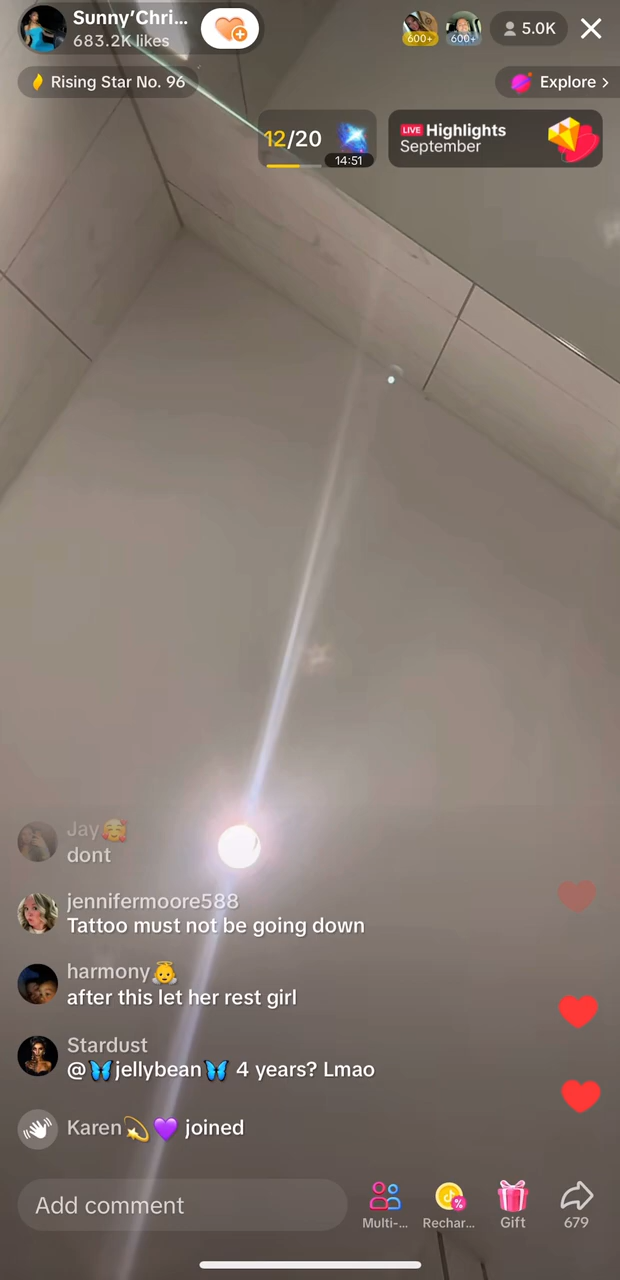 Sunny’Chri...
683.2K likes
600+
600+
5.0K
Rising Star No. 96
Explore >
12/20
14:51
LIVE Highlights
September
Jay🥰
dont
jennifermoore588
Tattoo must not be going down
harmony👼
after this let her rest girl
Stardust
@🦋jellybean🦋 4 years? Lmao
Karen💫💜 joined
Add comment
Multi-...
Rechar...
Gift
679